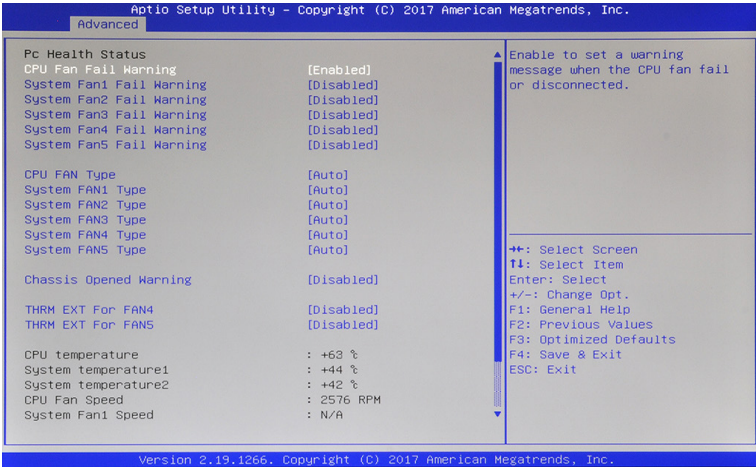 Aptio Setup Utility – Copyright (C) 2017 American Megatrends, Inc.
Advanced
Pc Health Status
CPU Fan Fail Warning [Enabled]
System Fan1 Fail Warning [Disabled]
System Fan2 Fail Warning [Disabled]
System Fan3 Fail Warning [Disabled]
System Fan4 Fail Warning [Disabled]
System Fan5 Fail Warning [Disabled]
CPU FAN Type [Auto]
System FAN1 Type [Auto]
System FAN2 Type [Auto]
System FAN3 Type [Auto]
System FAN4 Type [Auto]
System FAN5 Type [Auto]
Chassis Opened Warning [Disabled]
THRM EXT For FAN4 [Disabled]
THRM EXT For FAN5 [Disabled]
CPU temperature : +63 ℃
System temperature1 : +44 ℃
System temperature2 : +42 ℃
CPU Fan Speed : 2576 RPM
System Fan1 Speed : N/A
Enable to set a warning
message when the CPU fan fail
or disconnected.
→←: Select Screen
↑↓: Select Item
Enter: Select
+/-: Change Opt.
F1: General Help
F2: Previous Values
F3: Optimized Defaults
F4: Save & Exit
ESC: Exit
Version 2.19.1266. Copyright (C) 2017 American Megatrends, Inc.